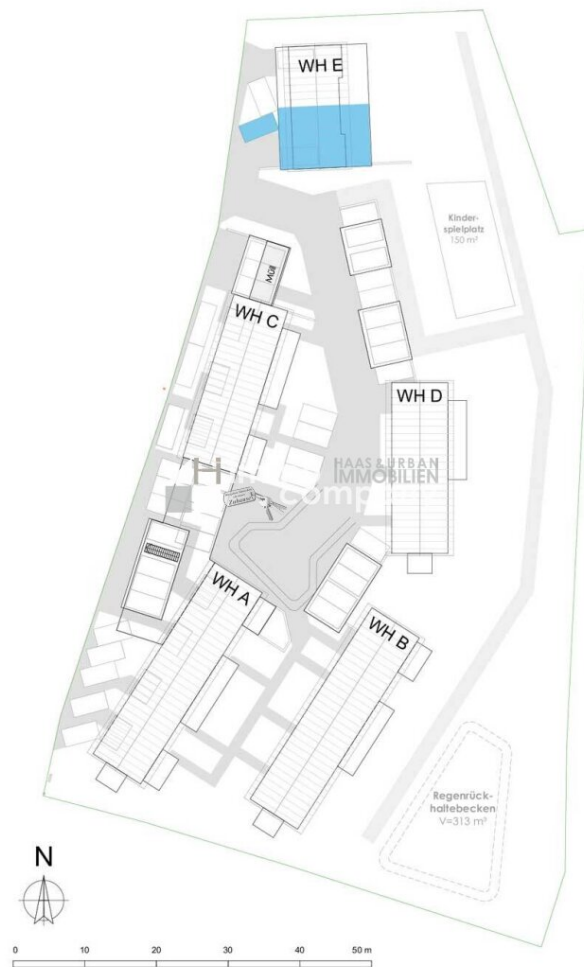 WH E
Kinder-
spielplatz
150 m²
Müll
WH C
WH D
HAAS & URBAN
IMMOBILIEN
Zuhause
WH A
WH B
Regenrück-
haltebecken
V=313 m³
N
0 10 20 30 40 50 m